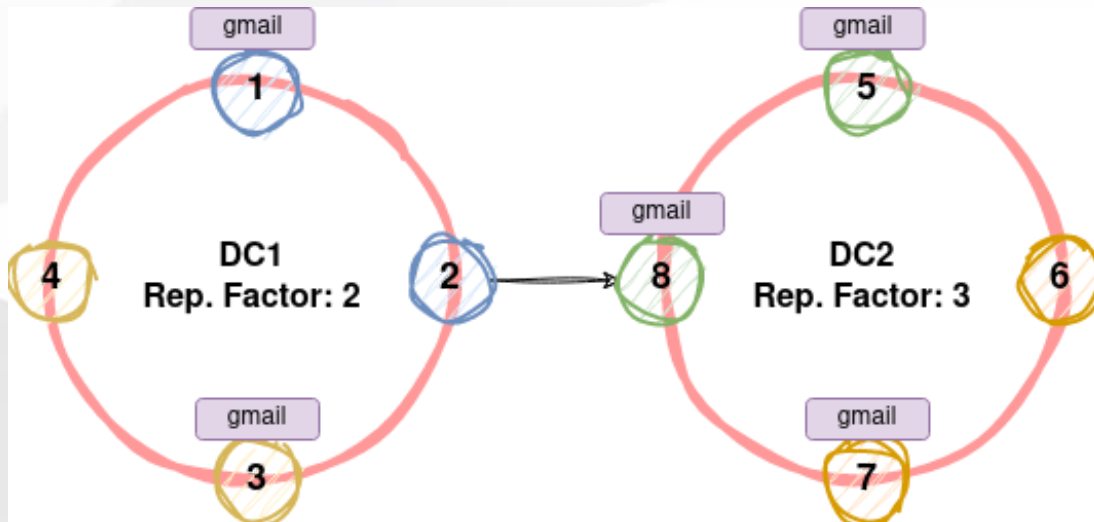 gmail
1
gmail
5
gmail
4
DC1
Rep. Factor: 2
2
8
DC2
Rep. Factor: 3
6
gmail
3
gmail
7